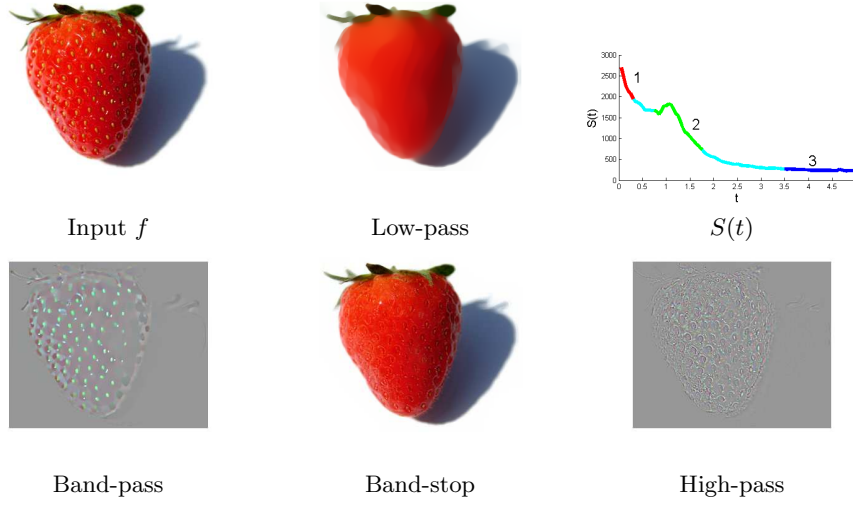 3000
2500
2000
1500
1000
500
0
S(t)
1
2
3
0 0.5 1 1.5 2 2.5 3 3.5 4 4.5
t
Input f Low-pass S(t)
Band-pass Band-stop High-pass